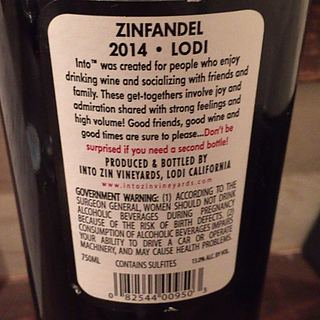 ZINFANDEL
2014 • LODI
Into™ was created for people who enjoy
drinking wine and socializing with friends and
family. These get-togethers involve joy and
admiration shared with strong feelings and
high volume! Good friends, good wine and
good times are sure to please...Don't be
surprised if you need a second bottle!
PRODUCED & BOTTLED BY
INTO ZIN VINEYARDS, LODI CALIFORNIA
www.intozinvineyards.com
GOVERNMENT WARNING: (1) ACCORDING TO THE
SURGEON GENERAL, WOMEN SHOULD NOT DRINK
ALCOHOLIC BEVERAGES DURING PREGNANCY
BECAUSE OF THE RISK OF BIRTH DEFECTS. (2)
CONSUMPTION OF ALCOHOLIC BEVERAGES IMPAIRS
YOUR ABILITY TO DRIVE A CAR OR OPERATE
MACHINERY, AND MAY CAUSE HEALTH PROBLEMS.
750ML CONTAINS SULFITES 13.0% ALC. BY VOL.
0 82544 00950 3